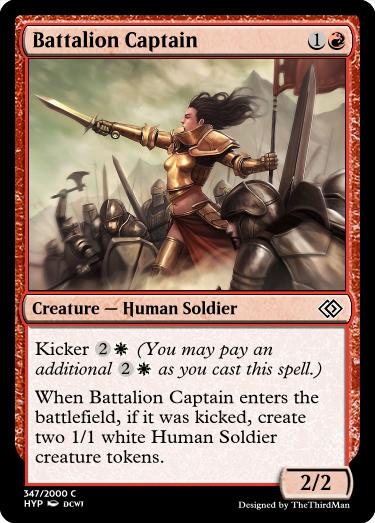 Battalion Captain 1
Creature — Human Soldier
Kicker 2 (You may pay an
additional 2 as you cast this spell.)
When Battalion Captain enters the
battlefield, if it was kicked, create
two 1/1 white Human Soldier
creature tokens.
2/2
347/2000 C
HYP DCWJ Designed by TheThirdMan